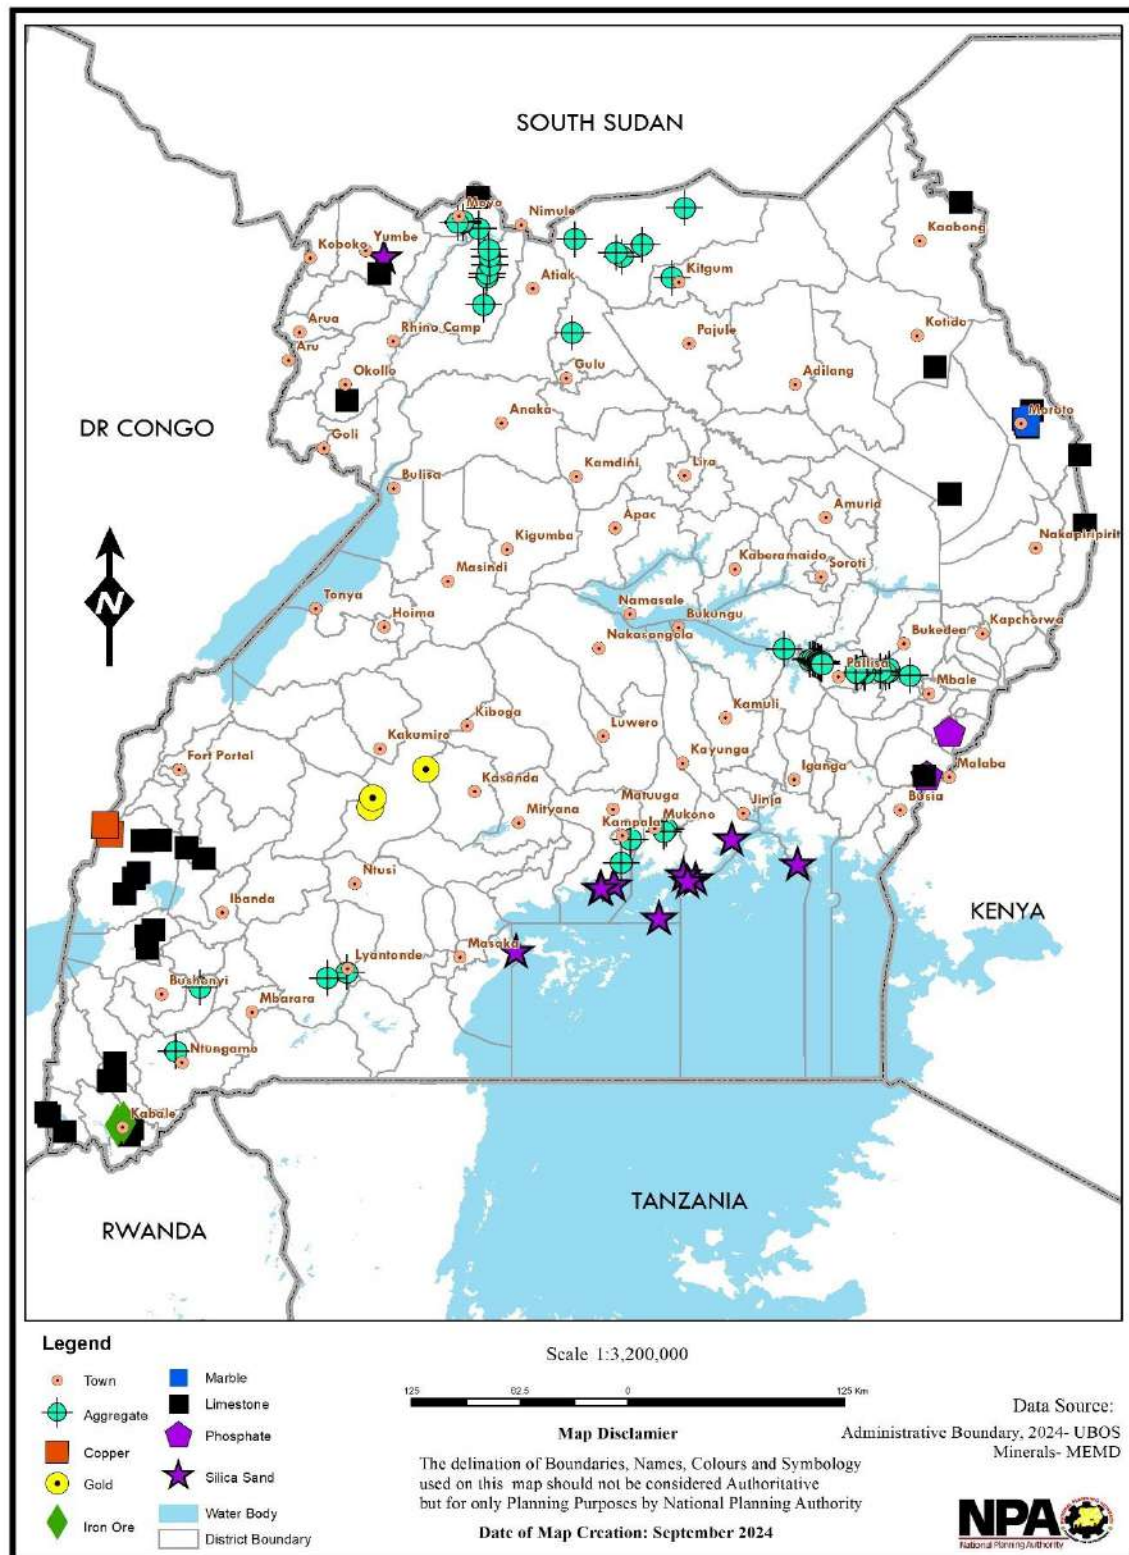 SOUTH SUDAN
Moyo
Nimule
Kaabong
Koboko
Yumbe
Atiak
Kitgum
Arua
Rhino Camp
Pajule
Kotido
Aru
Okollo
Gulu
Adilang
DR CONGO
Anaka
Moroto
Goli
Bulisa
Kamdini
Lira
Amuria
Apac
Kigumba
Nakapiripirit
Masindi
Kaberamaido
Soroti
N
Tonya
Hoima
Namasale
Bukungu
Nakasongola
Bukedea
Kapchorwa
Pallisa
Mbale
Kiboga
Kamuli
Kakumiro
Luwero
Fort Portal
Kayunga
Iganga
Malaba
Kasanda
Matuuga
Jinja
Busia
Mityana
Kampala
Mukono
Ntusi
Ibanda
KENYA
Masaka
Lyantonde
Bushenyi
Mbarara
Ntungamo
Kabale
TANZANIA
RWANDA
Legend
Town
Aggregate
Copper
Gold
Iron Ore
Marble
Limestone
Phosphate
Silica Sand
Water Body
District Boundary
Scale 1:3,200,000
125 62.5 0 125 Km
Map Disclamier
The delination of Boundaries, Names, Colours and Symbology
used on this map should not be considered Authoritative
but for only Planning Purposes by National Planning Authority
Date of Map Creation: September 2024
Data Source:
Administrative Boundary, 2024- UBOS
Minerals- MEMD
NPA
National Planning Authority